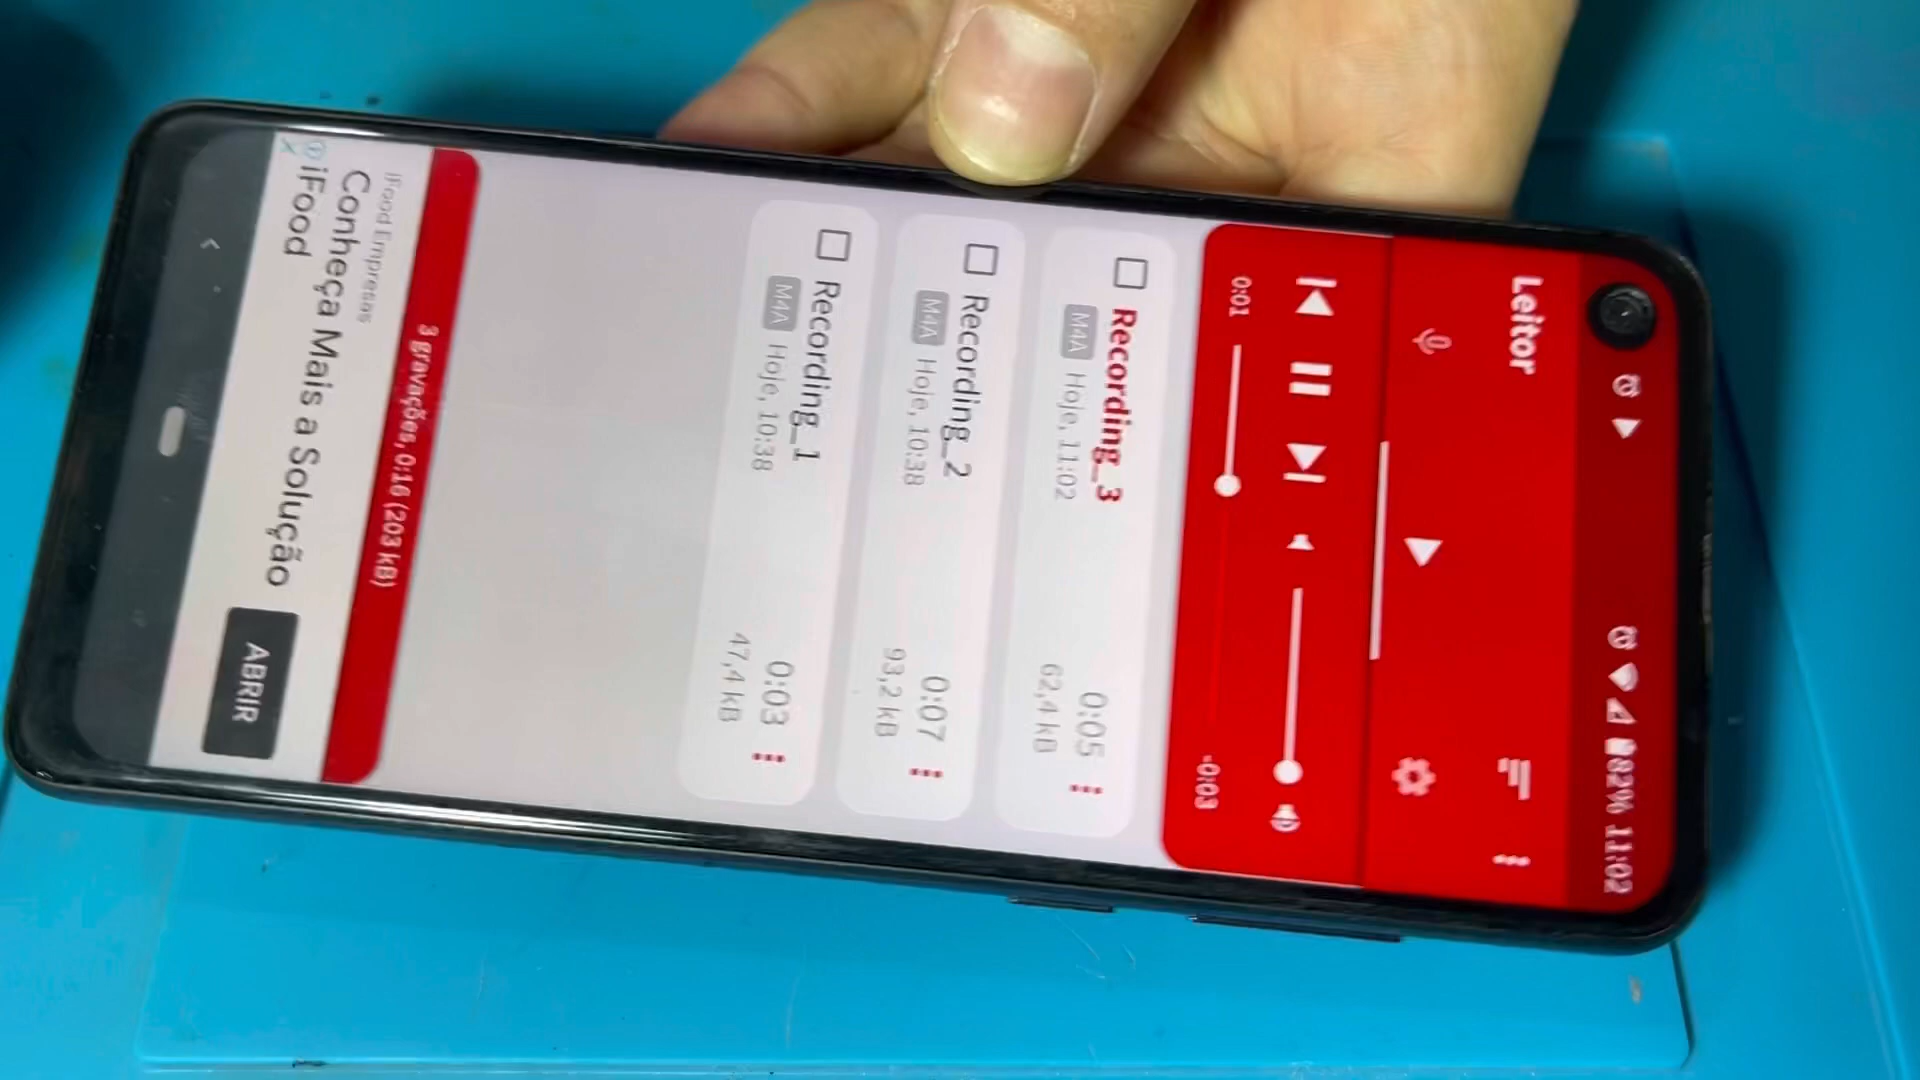 82% 11:02
Leitor
0:01
-0:03
Recording_3
M4A Hoje, 11:02
0:05
62,4 kB
Recording_2
M4A Hoje, 10:38
0:07
93,2 kB
Recording_1
M4A Hoje, 10:38
0:03
47,4 kB
3 gravações, 0:16 (203 kB)
iFood Empresas
Conheça Mais a Solução
iFood
ABRIR